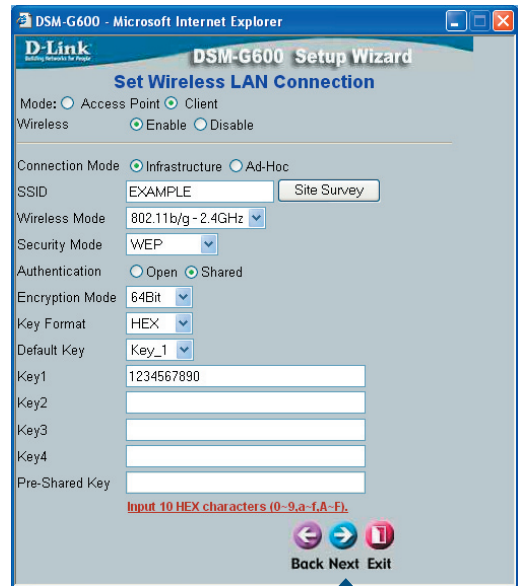 DSM-G600 - Microsoft Internet Explorer
D-Link
Building Networks for People
DSM-G600 Setup Wizard
Set Wireless LAN Connection
Mode: Access Point Client
Wireless Enable Disable
Connection Mode Infrastructure Ad-Hoc
SSID EXAMPLE Site Survey
Wireless Mode 802.11b/g - 2.4GHz
Security Mode WEP
Authentication Open Shared
Encryption Mode 64Bit
Key Format HEX
Default Key Key_1
Key1 1234567890
Key2
Key3
Key4
Pre-Shared Key
Input 10 HEX characters (0~9,a~f,A~F).
Back Next Exit